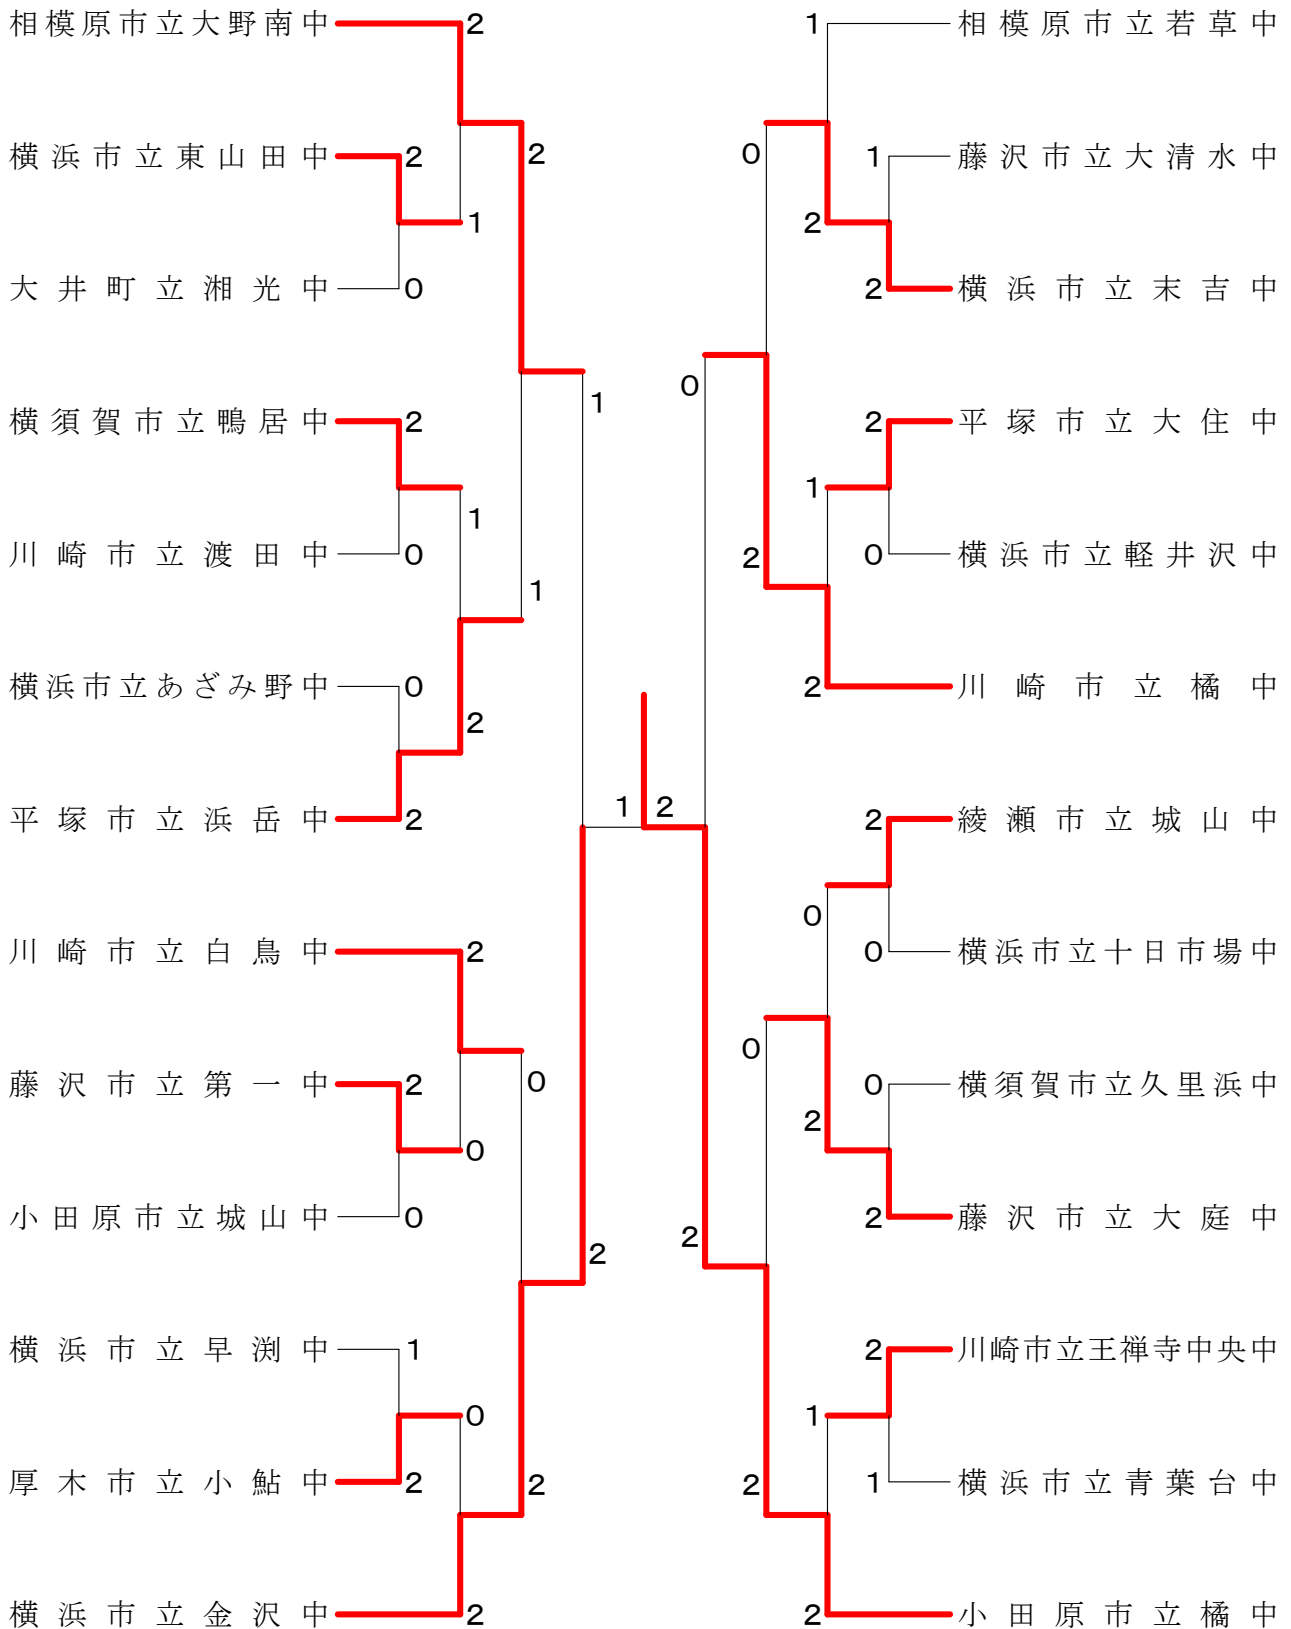 相模原市立大野南中
2
横浜市立東山田中
2
2
1
大井町立湘光中
0
1
横須賀市立鴨居中
2
1
川崎市立渡田中
0
1
横浜市立あざみ野中
0
2
平塚市立浜岳中
2
1
2
川崎市立白鳥中
2
0
藤沢市立第一中
2
0
小田原市立城山中
0
2
横浜市立早渕中
1
0
厚木市立小鮎中
2
2
横浜市立金沢中
2
1
相模原市立若草中
0
1
藤沢市立大清水中
2
2
横浜市立末吉中
0
2
平塚市立大住中
1
2
0
横浜市立軽井沢中
2
川崎市立橘中
2
綾瀬市立城山中
0
0
横浜市立十日市場中
0
0
横須賀市立久里浜中
2
2
藤沢市立大庭中
2
2
川崎市立王禅寺中央中
1
2
1
横浜市立青葉台中
2
小田原市立橘中